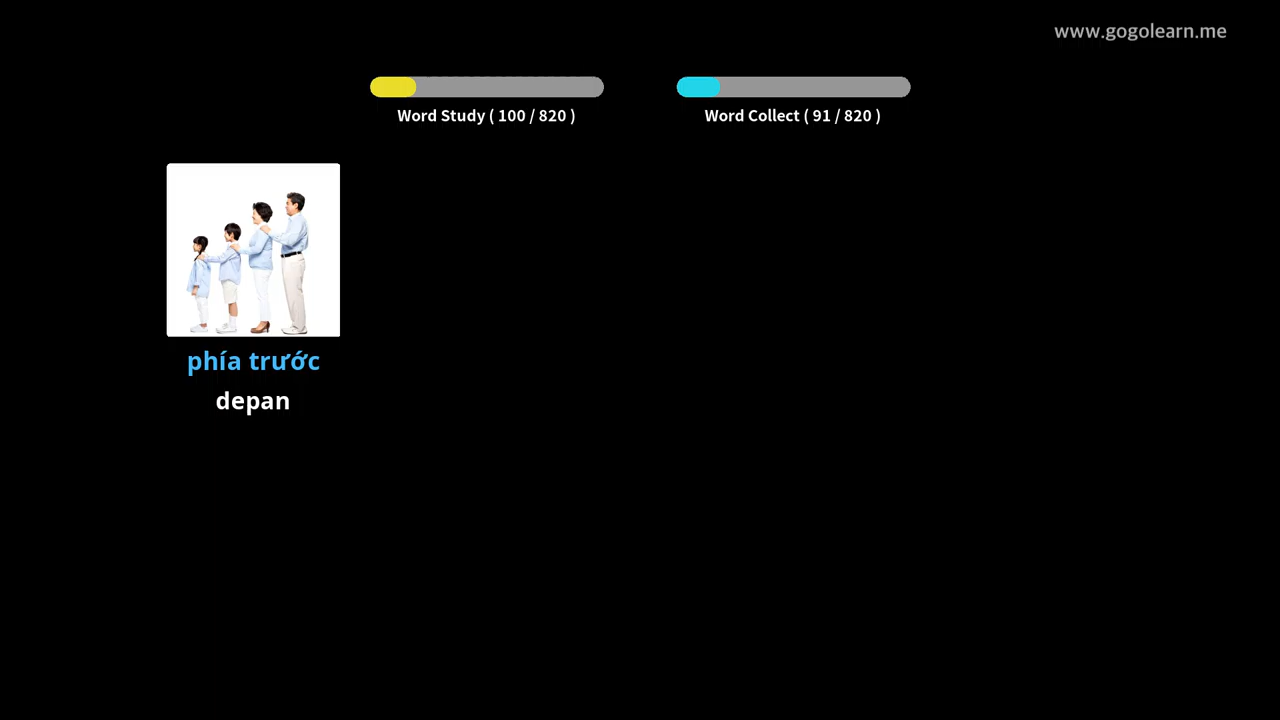 www.gogolearn.me
Word Study ( 100 / 820 )
Word Collect ( 91 / 820 )
phía trước
depan